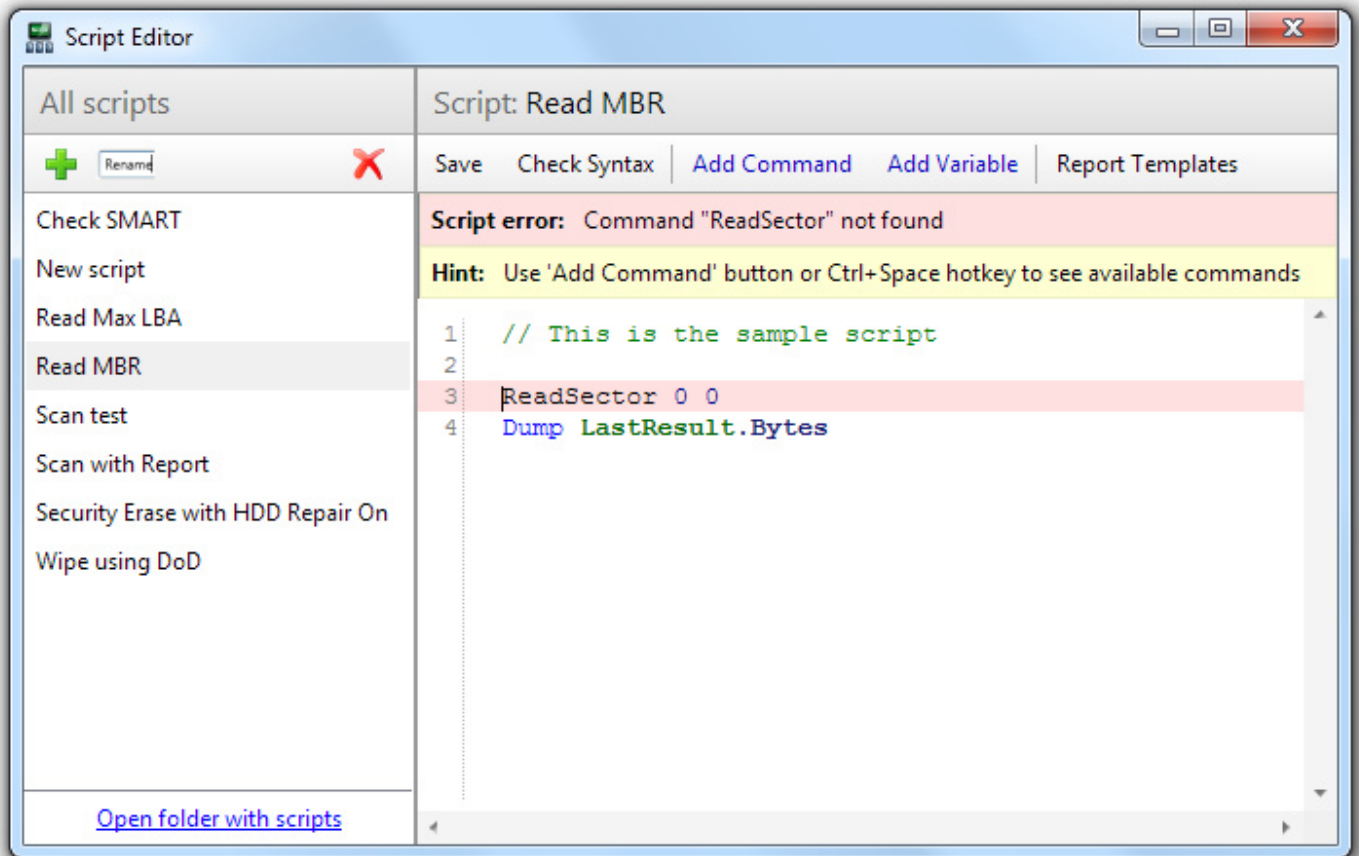 Script Editor
All scripts
Script: Read MBR
Rename
Save Check Syntax Add Command Add Variable Report Templates
Check SMART
New script
Read Max LBA
Read MBR
Scan test
Scan with Report
Security Erase with HDD Repair On
Wipe using DoD
Open folder with scripts
Script error: Command "ReadSector" not found
Hint: Use 'Add Command' button or Ctrl+Space hotkey to see available commands
1 // This is the sample script
2
3 ReadSector 0 0
4 Dump LastResult.Bytes